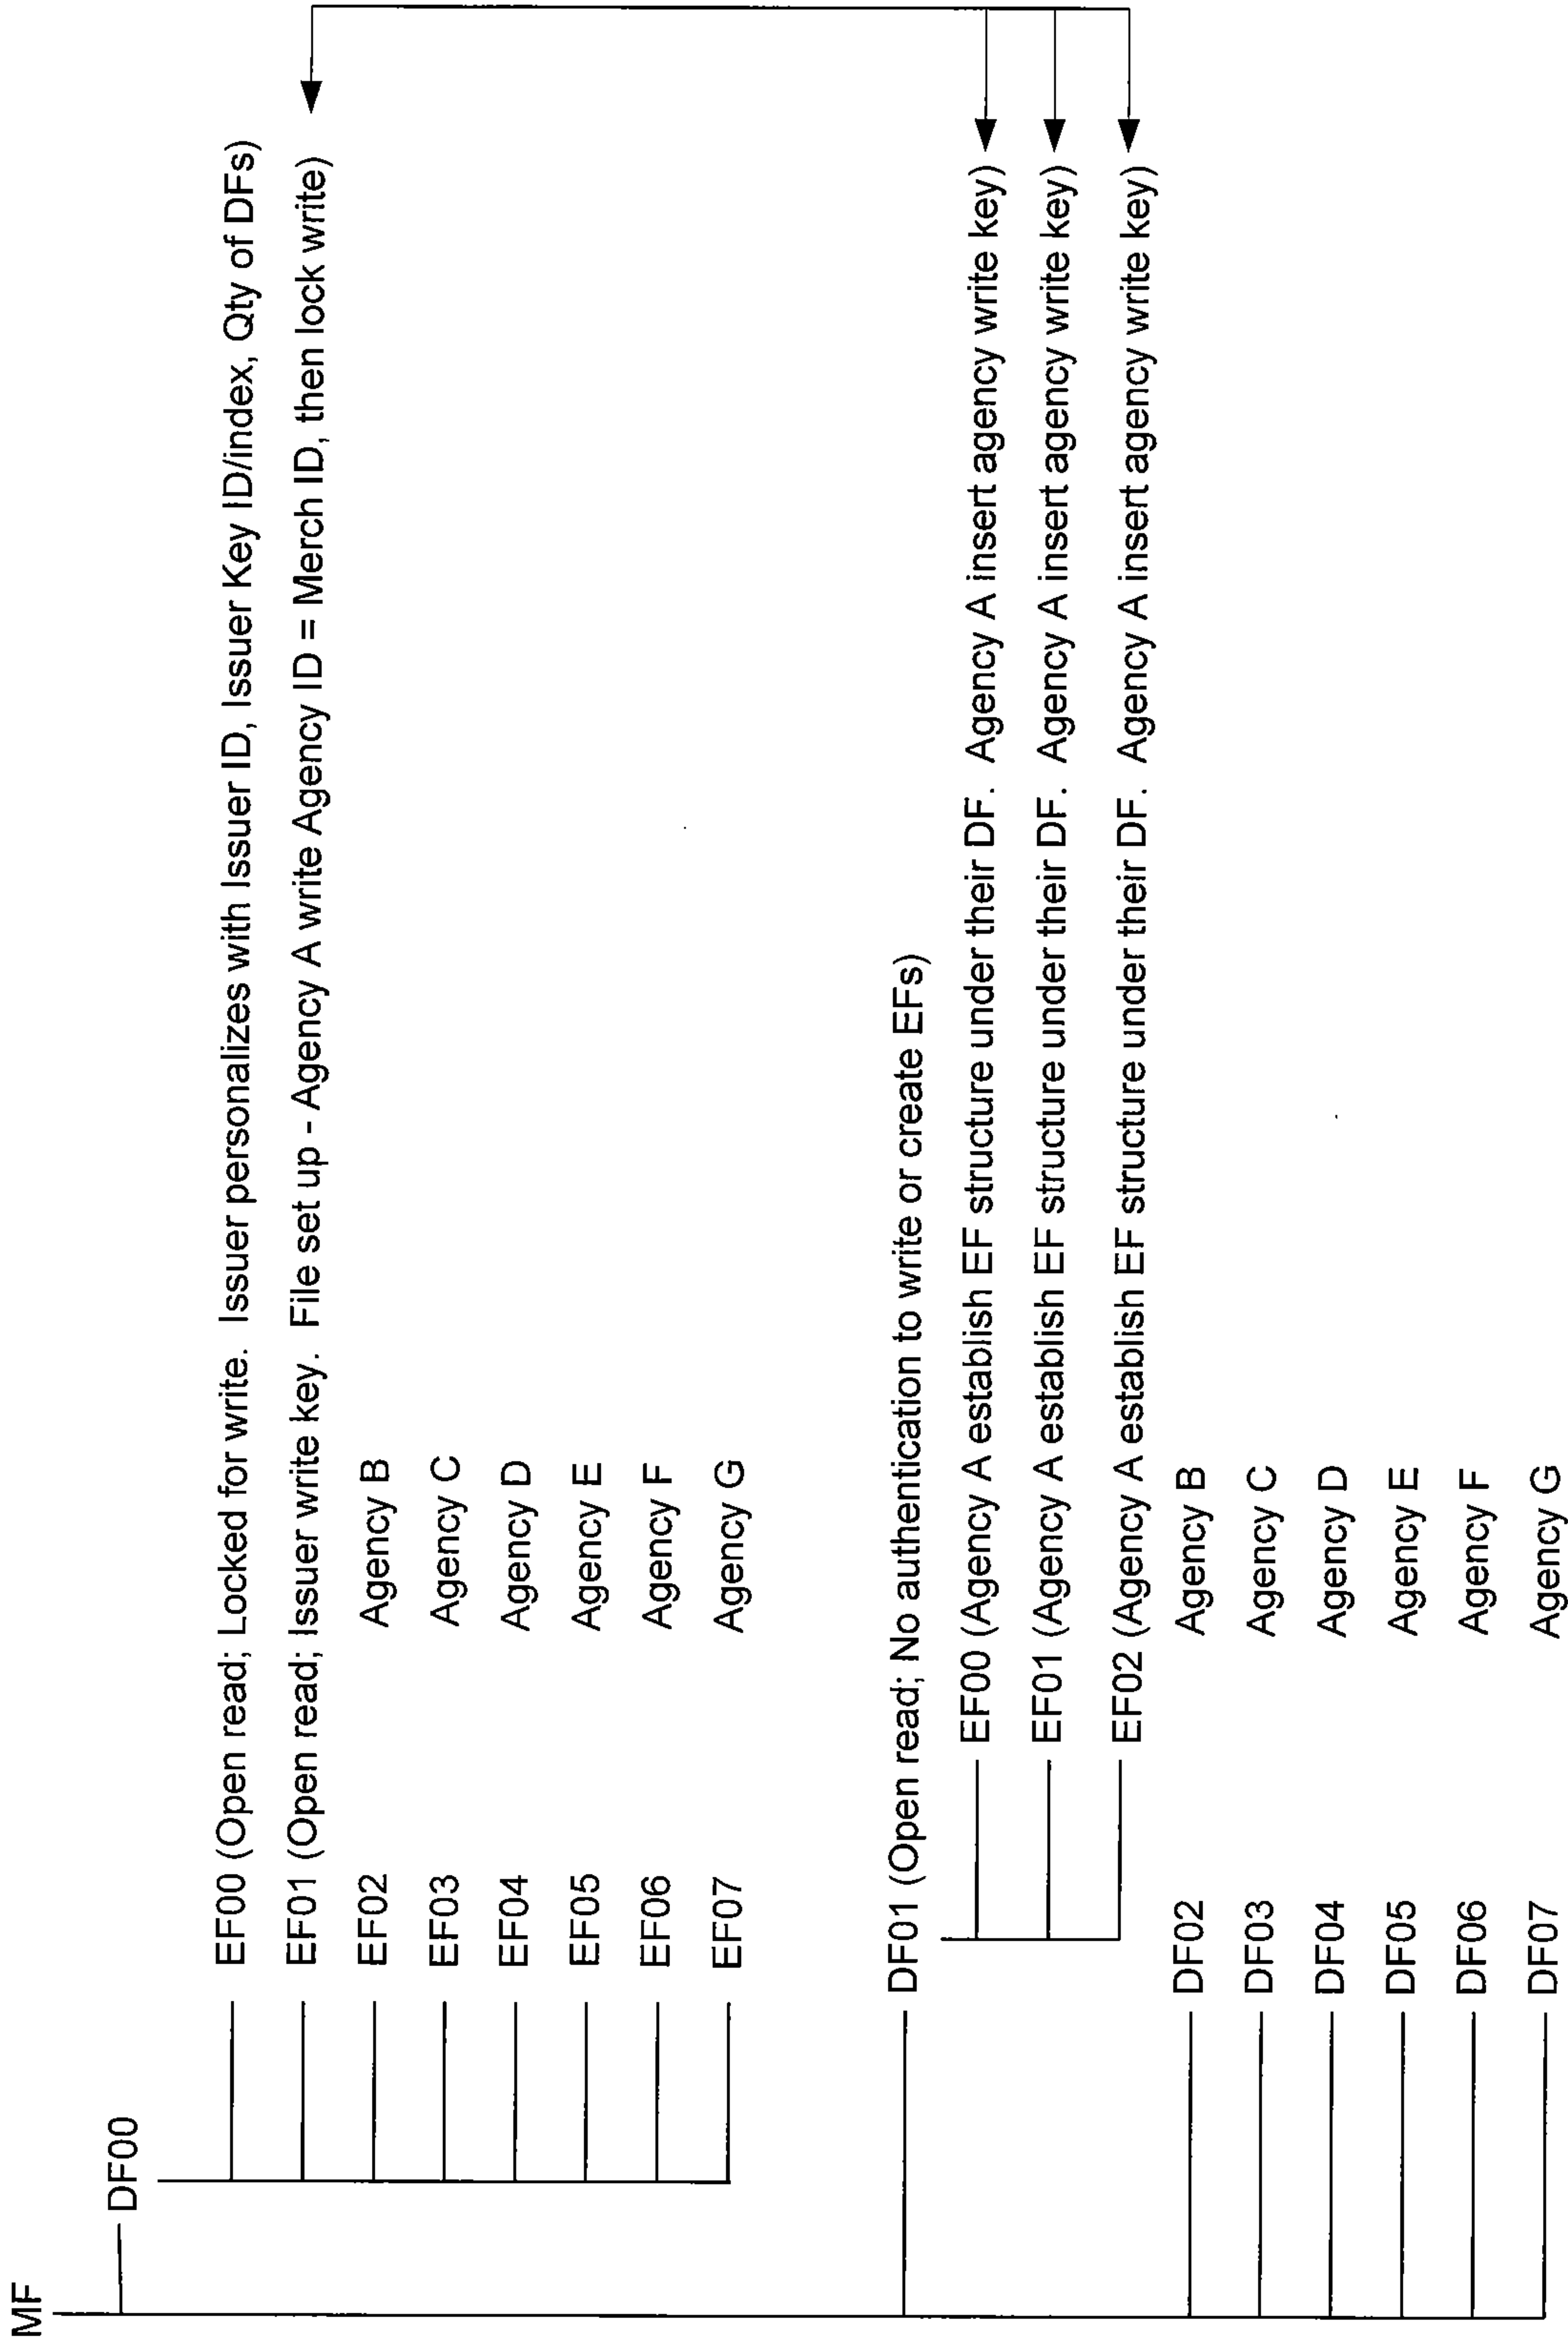 MF
DF00
EF00 (Open read; Locked for write. Issuer personalizes with Issuer ID, Issuer Key ID/index, Qty of DFs)
EF01 (Open read; Issuer write key. File set up - Agency A write Agency ID = Merch ID, then lock write)
EF02 Agency B
EF03 Agency C
EF04 Agency D
EF05 Agency E
EF06 Agency F
EF07 Agency G
DF01 (Open read; No authentication to write or create EFs)
EF00 (Agency A establish EF structure under their DF. Agency A insert agency write key)
EF01 (Agency A establish EF structure under their DF. Agency A insert agency write key)
EF02 (Agency A establish EF structure under their DF. Agency A insert agency write key)
DF02 Agency B
DF03 Agency C
DF04 Agency D
DF05 Agency E
DF06 Agency F
DF07 Agency G